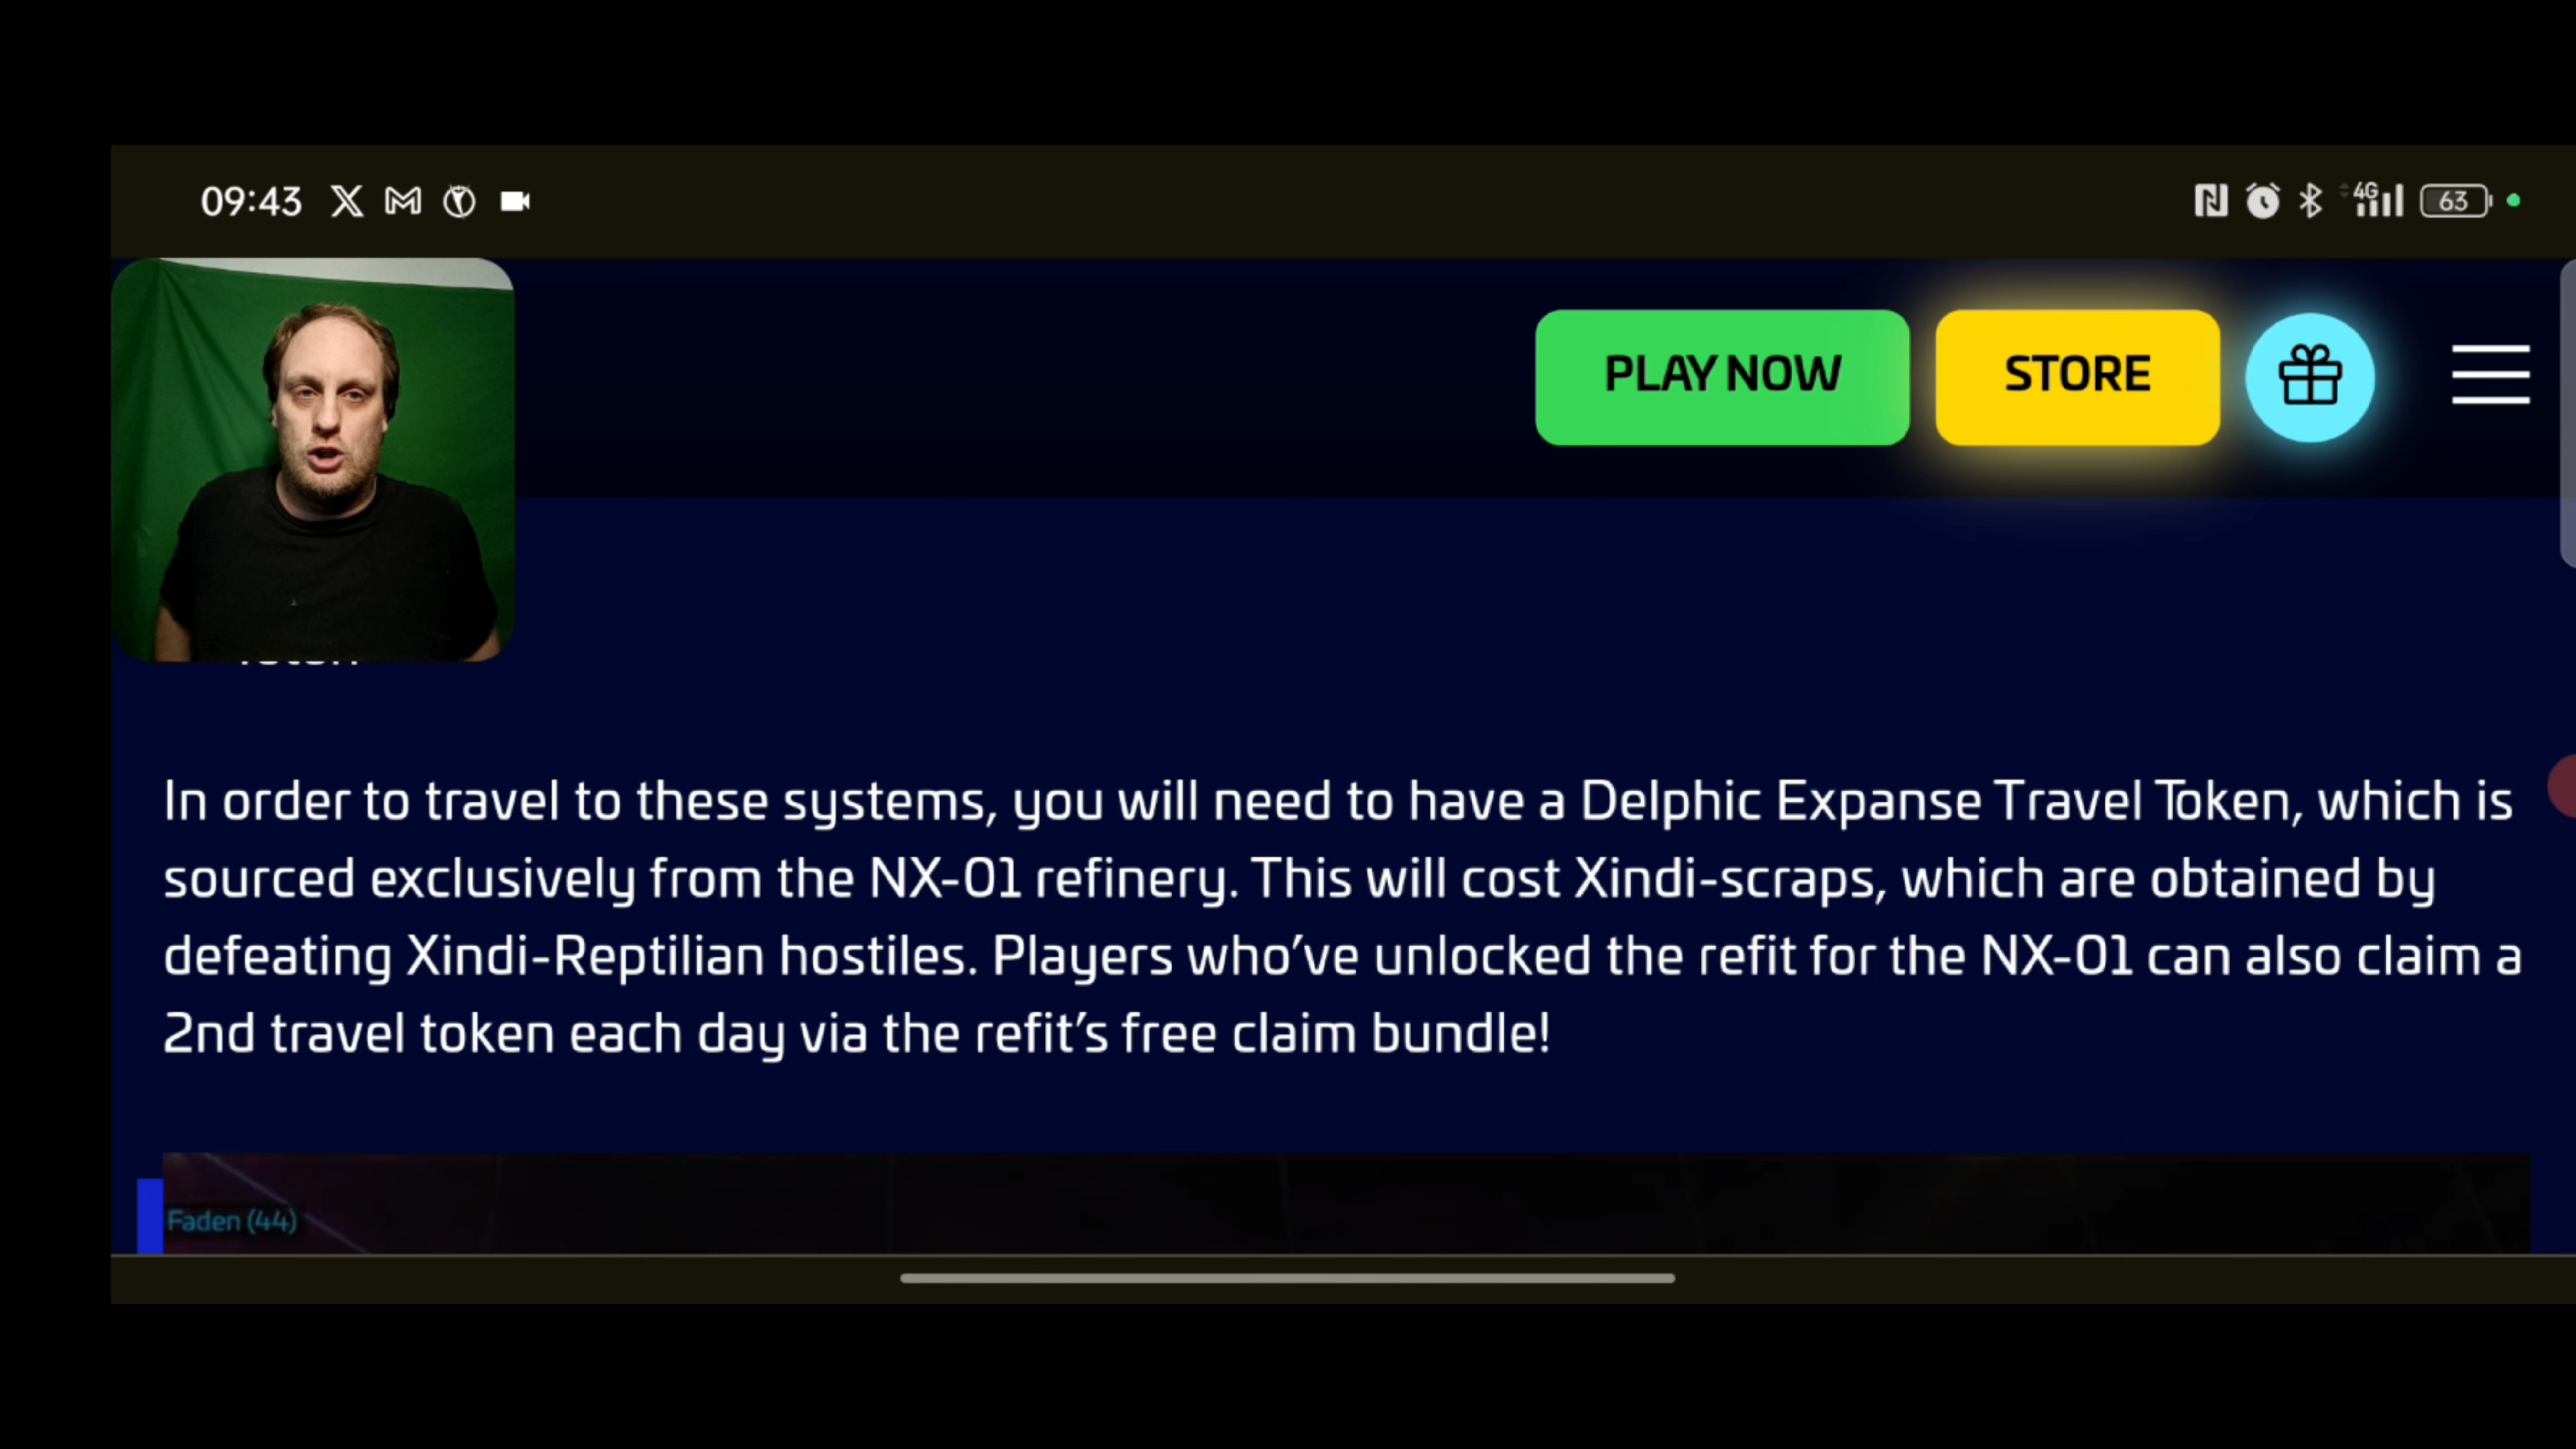 09:43
4G
63
PLAY NOW
STORE
In order to travel to these systems, you will need to have a Delphic Expanse Travel Token, which is
sourced exclusively from the NX-01 refinery. This will cost Xindi-scraps, which are obtained by
defeating Xindi-Reptilian hostiles. Players who've unlocked the refit for the NX-01 can also claim a
2nd travel token each day via the refit's free claim bundle!
Faden (44)